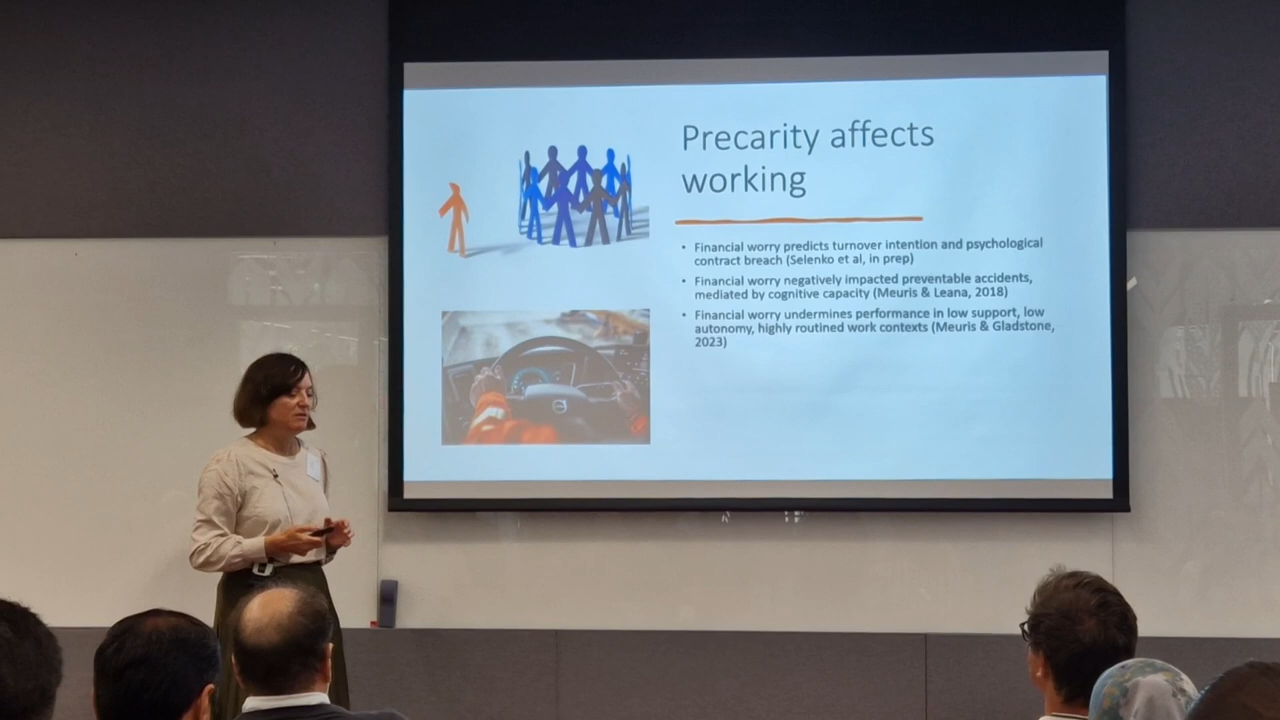 Precarity affects
working
• Financial worry predicts turnover intention and psychological
contract breach (Selenko et al, in prep)
• Financial worry negatively impacted preventable accidents,
mediated by cognitive capacity (Meuris & Leana, 2018)
• Financial worry undermines performance in low support, low
autonomy, highly routined work contexts (Meuris & Gladstone,
2023)